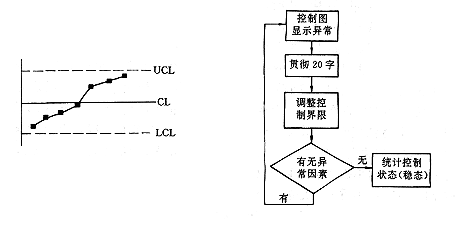 UCL
CL
LCL
控制图
显示异常
贯彻20字
调整控
制界限
有无异
常因素
无
有
统计控制
状态(稳态)